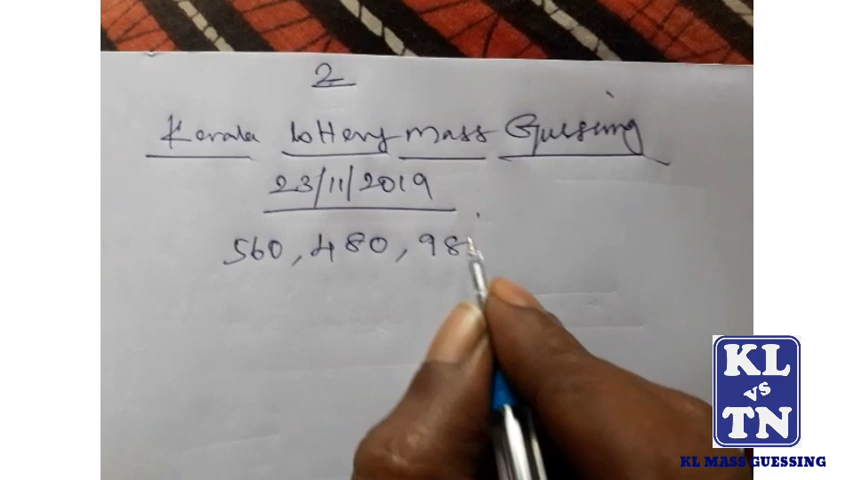 2
Kerala lottery mass Guessing
23/11/2019
560, 480, 98
KL
vs
TN
KL MASS GUESSING